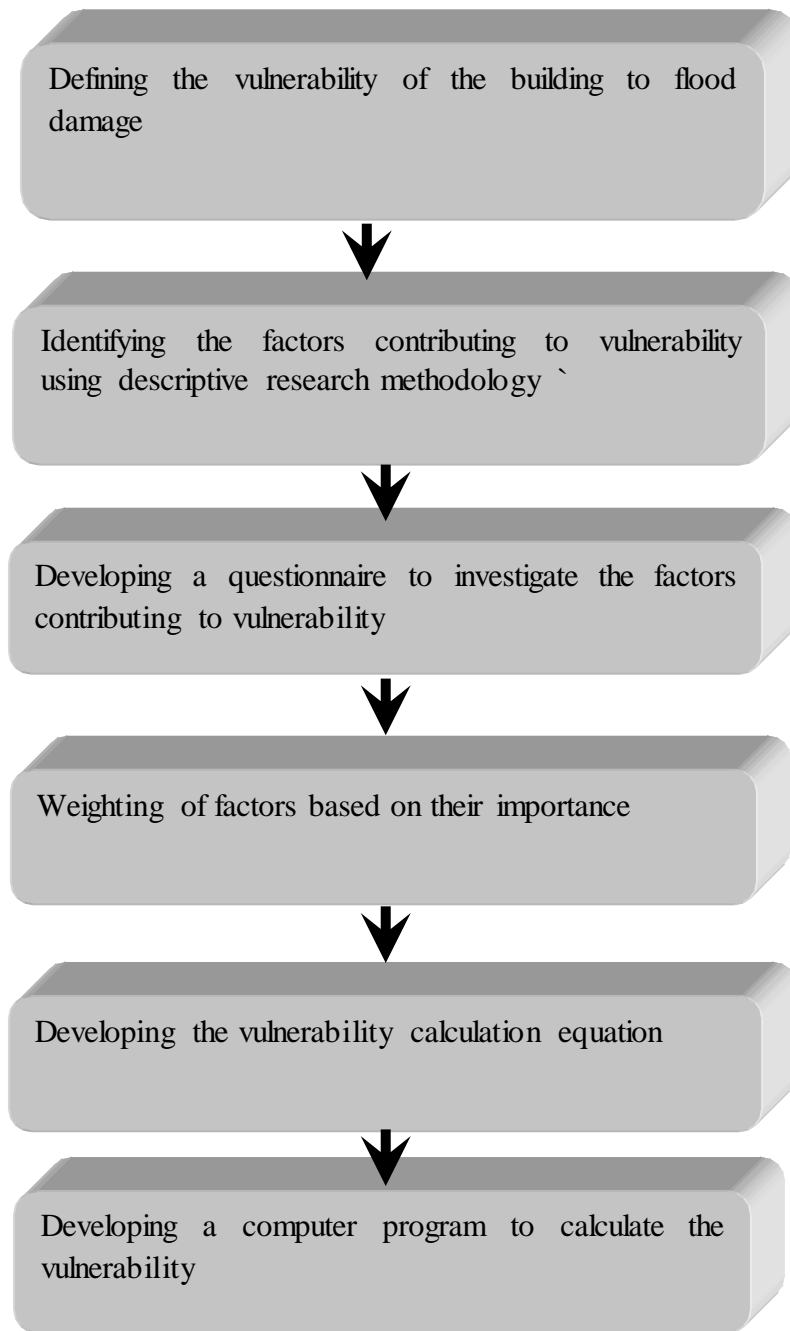 Defining the vulnerability of the building to flood
damage
Identifying the factors contributing to vulnerability
using descriptive research methodology `
Developing a questionnaire to investigate the factors
contributing to vulnerability
Weighting of factors based on their importance
Developing the vulnerability calculation equation
Developing a computer program to calculate the
vulnerability